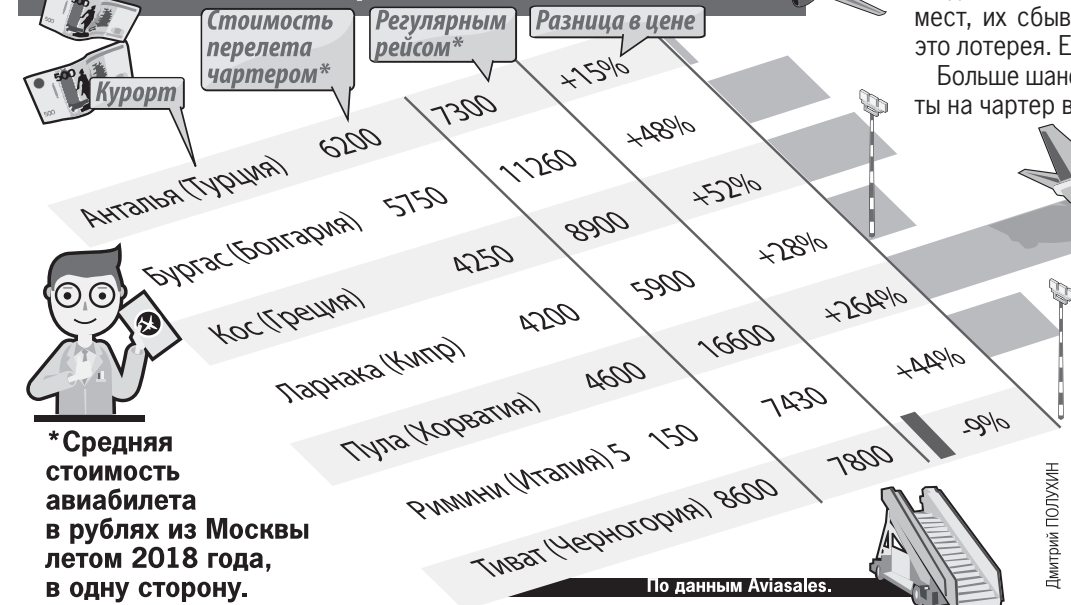 мест, их сбыв
это лотерея. Е
Больше шанс
ты на чартер в
Курорт
Стоимость
перелета
чартером*
Регулярным
рейсом*
Разница в цене
Анталья (Турция) 6200 7300 +15%
Бургас (Болгария) 5750 11260 +48%
Кос (Греция) 4250 8900 +52%
Ларнака (Кипр) 4200 5900 +28%
Пула (Хорватия) 4600 16600 +264%
Римини (Италия) 5 150 7430 +44%
Тиват (Черногория) 8600 7800 -9%
*Средняя
стоимость
авиабилета
в рублях из Москвы
летом 2018 года,
в одну сторону.
По данным Aviasales.
Дмитрий ПОЛУХИН